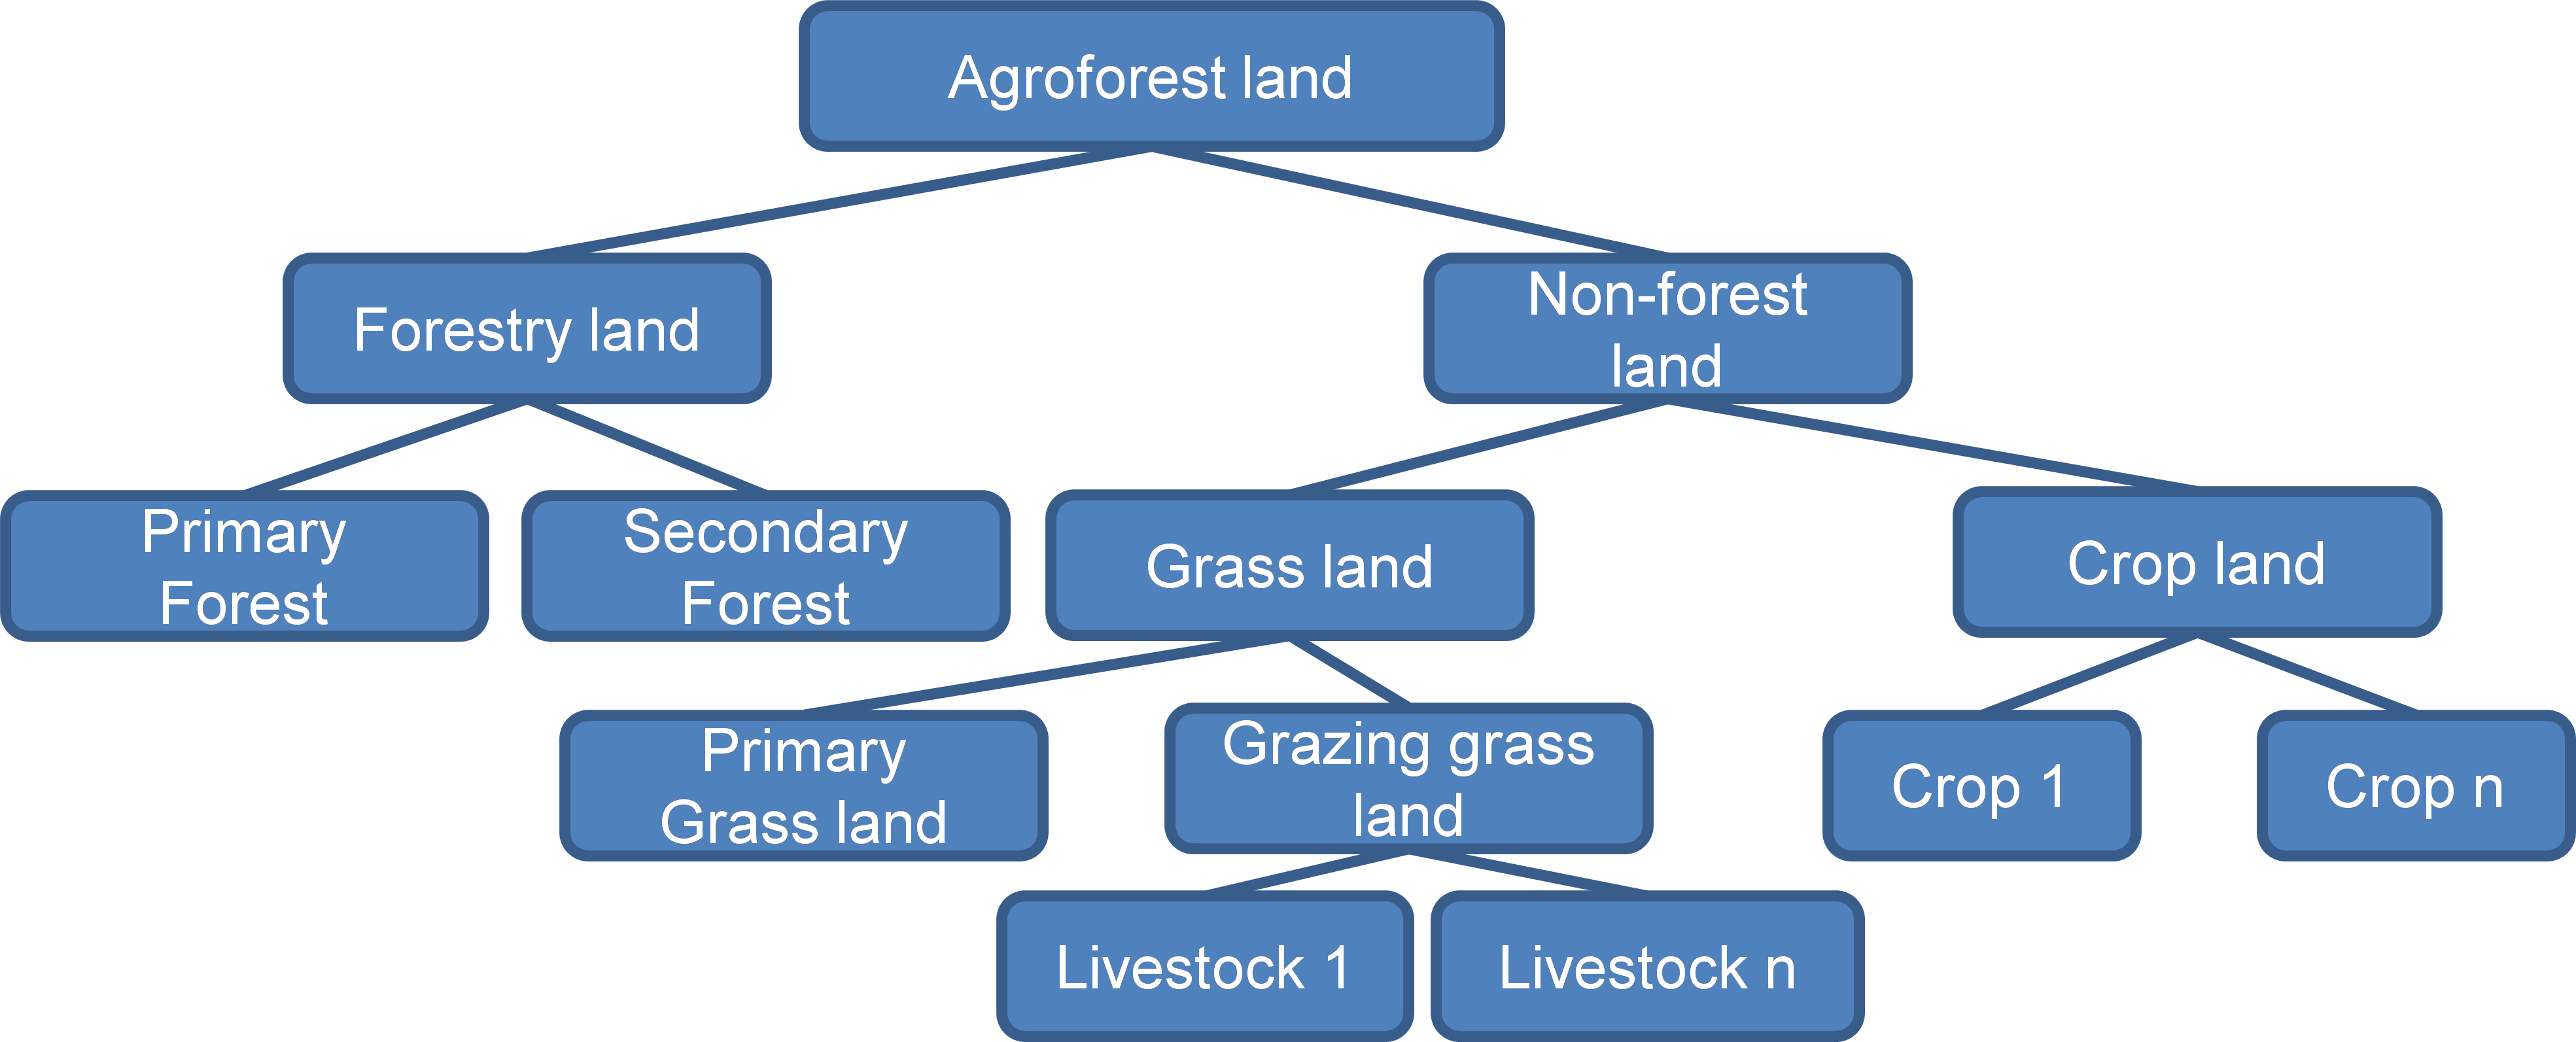 Agroforest land
Forestry land
Non-forest
land
Primary
Forest
Secondary
Forest
Grass land
Crop land
Primary
Grass land
Grazing grass
land
Crop 1
Crop n
Livestock 1
Livestock n